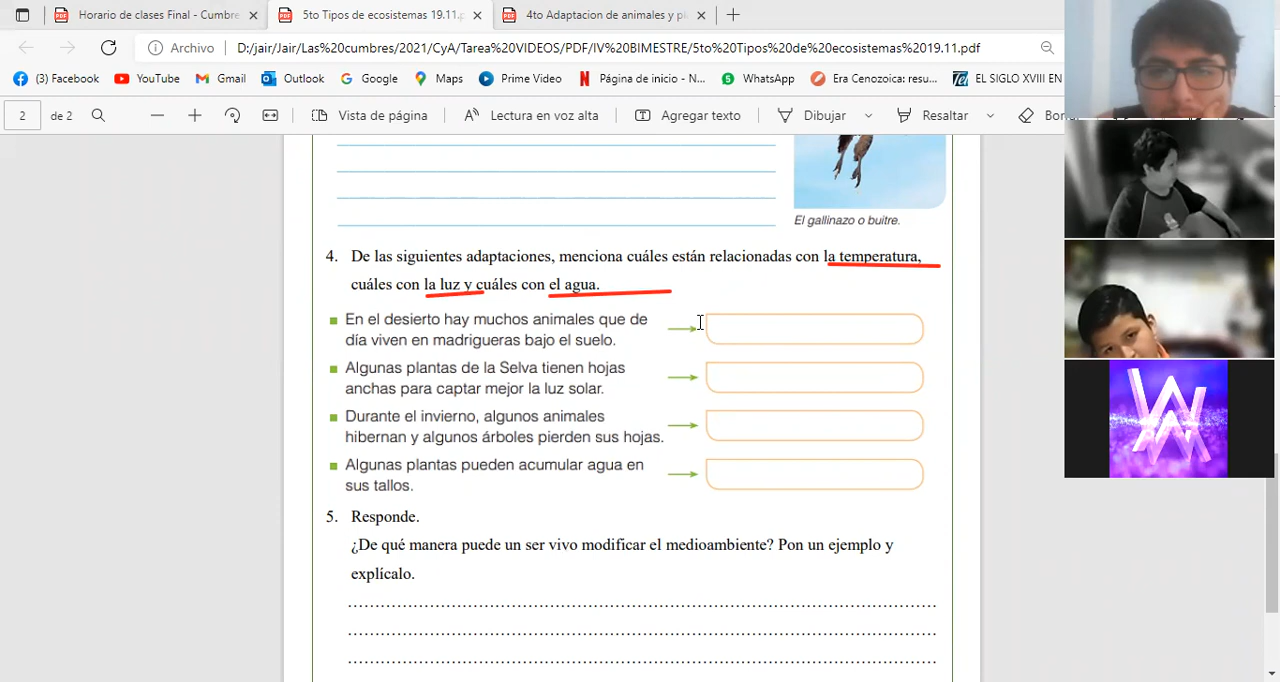 Horario de clases Final - Cumbre
5to Tipos de ecosistemas 19.11.p
4to Adaptacion de animales y pl
Archivo
D:/jair/Jair/Las%20cumbres/2021/CyA/Tarea%20VIDEOS/PDF/IV%20BIMESTRE/5to%20Tipos%20de%20ecosistemas%2019.11.pdf
(3) Facebook
YouTube
Gmail
Outlook
Google
Maps
Prime Video
Página de inicio - N...
WhatsApp
Era Cenozoica: resu...
EL SIGLO XVIII EN
2
de 2
Vista de página
Lectura en voz alta
Agregar texto
Dibujar
Resaltar
Bor
El gallinazo o buitre.
4. De las siguientes adaptaciones, menciona cuáles están relacionadas con la temperatura,
cuáles con la luz y cuáles con el agua.
En el desierto hay muchos animales que de
día viven en madrigueras bajo el suelo.
Algunas plantas de la Selva tienen hojas
anchas para captar mejor la luz solar.
Durante el invierno, algunos animales
hibernan y algunos árboles pierden sus hojas.
Algunas plantas pueden acumular agua en
sus tallos.
5. Responde.
¿De qué manera puede un ser vivo modificar el medioambiente? Pon un ejemplo y
explícalo.